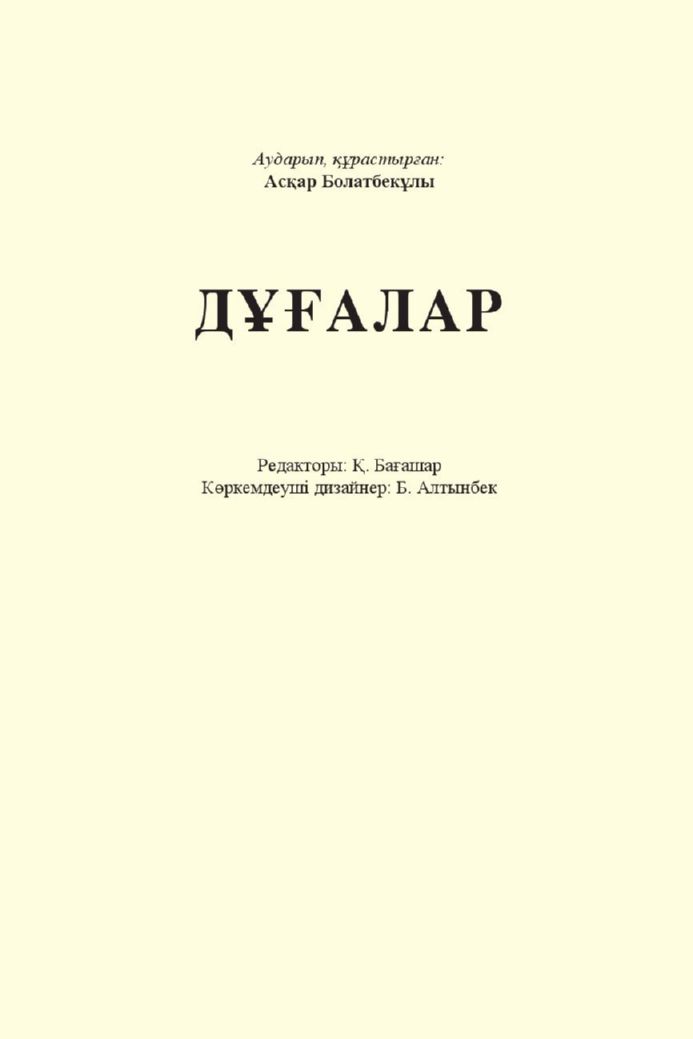 Аударып, құрастырған:
Асқар Болатбекұлы
ДҰҒАЛАР
Редакторы: Қ. Бағашар
Көркемдеуші дизайнер: Б. Алтынбек